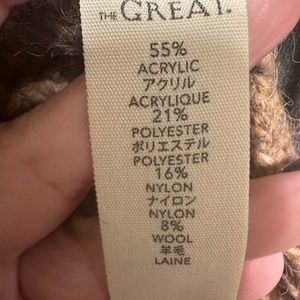 THE GREAT.
55%
ACRYLIC
アクリル
ACRYLIQUE
21%
POLYESTER
ポリエステル
POLYESTER
16%
NYLON
ナイロン
NYLON
8%
WOOL
羊毛
LAINE